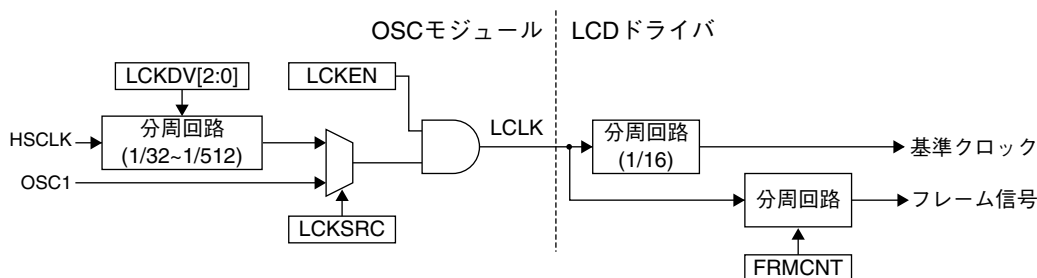 OSCモジュール
LCDドライバ
LCKDV[2:0]
LCKEN
HSCLK
分周回路
(1/32~1/512)
OSC1
LCKSRC
LCLK
分周回路
(1/16)
基準クロック
分周回路
フレーム信号
FRMCNT